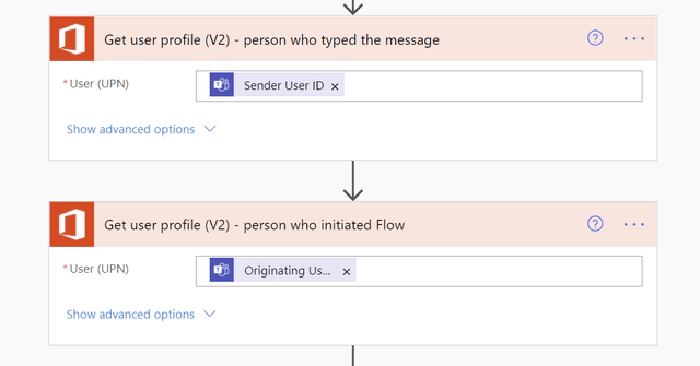 Get user profile (V2) - person who typed the message
*User (UPN)
Sender User ID ×
Show advanced options
Get user profile (V2) - person who initiated Flow
*User (UPN)
Originating Us... ×
Show advanced options